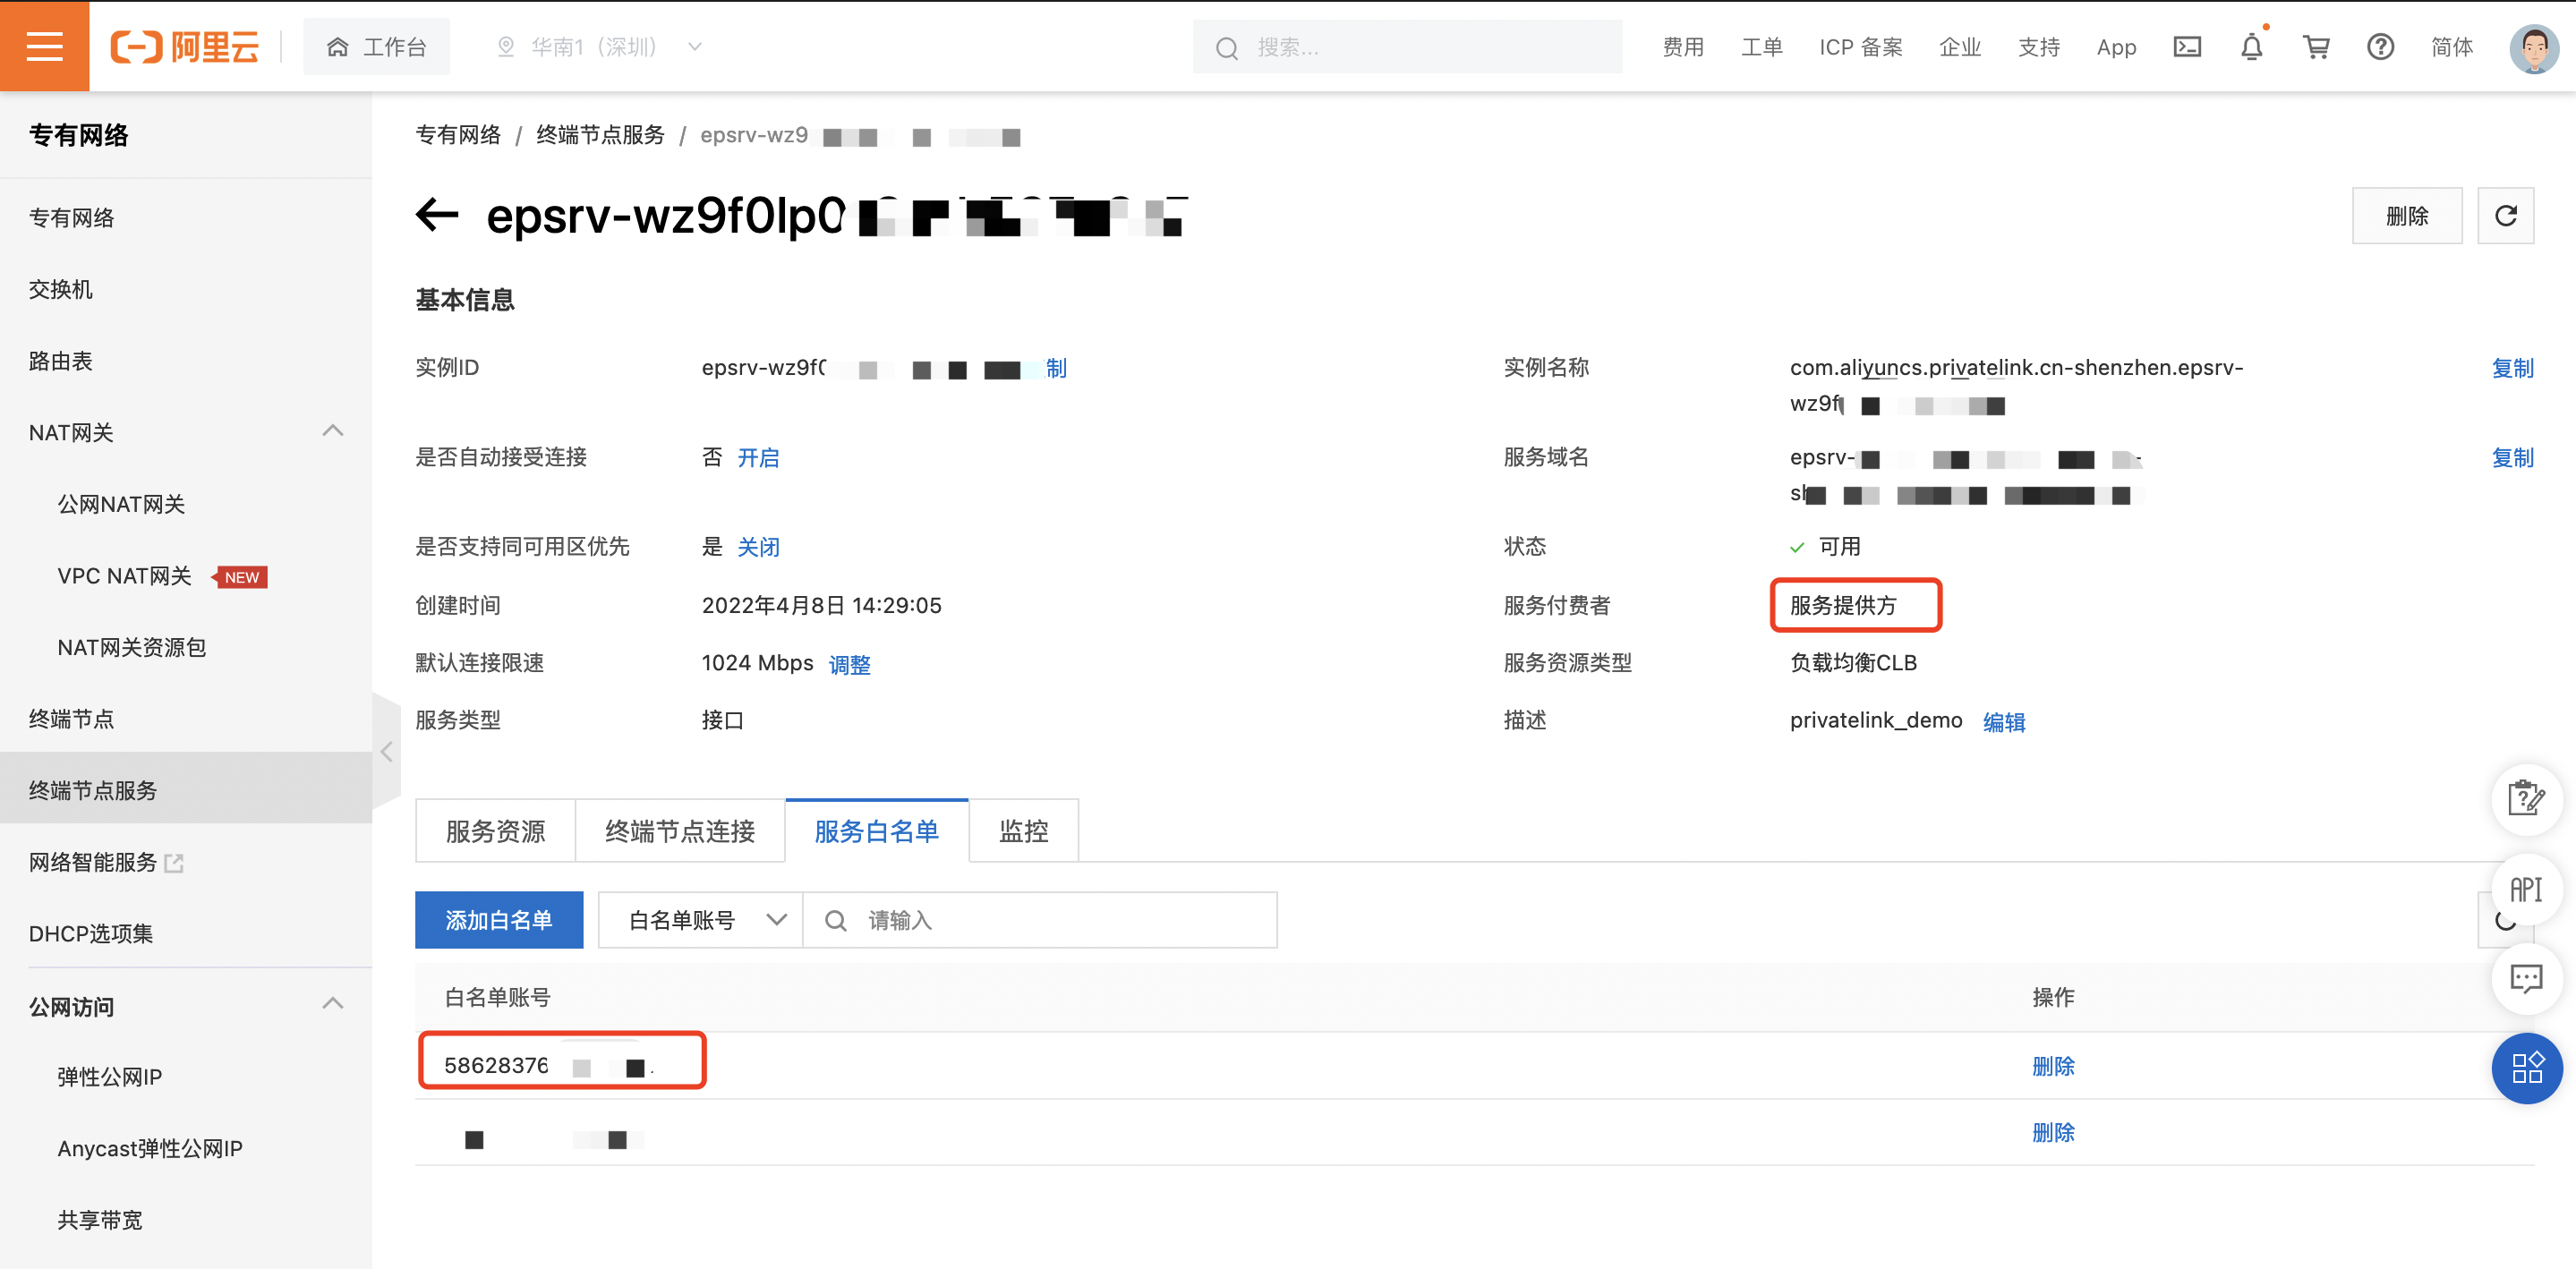 阿里云
工作台
华南1（深圳）
搜索...
费用 工单 ICP 备案 企业 支持 App 简体
专有网络
专有网络
交换机
路由表
NAT网关
公网NAT网关
VPC NAT网关 NEW
NAT网关资源包
终端节点
终端节点服务
网络智能服务
DHCP选项集
公网访问
弹性公网IP
Anycast弹性公网IP
共享带宽
专有网络 / 终端节点服务 / epsrv-wz9
epsrv-wz9f0lp0
删除
基本信息
实例ID epsrv-wz9f 制
实例名称 com.aliyuncs.privatelink.cn-shenzhen.epsrv-
wz9f
复制
是否自动接受连接 否 开启
服务域名 epsrv-
复制
是否支持同可用区优先 是 关闭
状态 可用
创建时间 2022年4月8日 14:29:05
服务付费者 服务提供方
默认连接限速 1024 Mbps 调整
服务资源类型 负载均衡CLB
服务类型 接口
描述 privatelink_demo 编辑
服务资源 终端节点连接 服务白名单 监控
添加白名单 白名单账号 请输入
白名单账号 操作
58628376 删除
删除
API